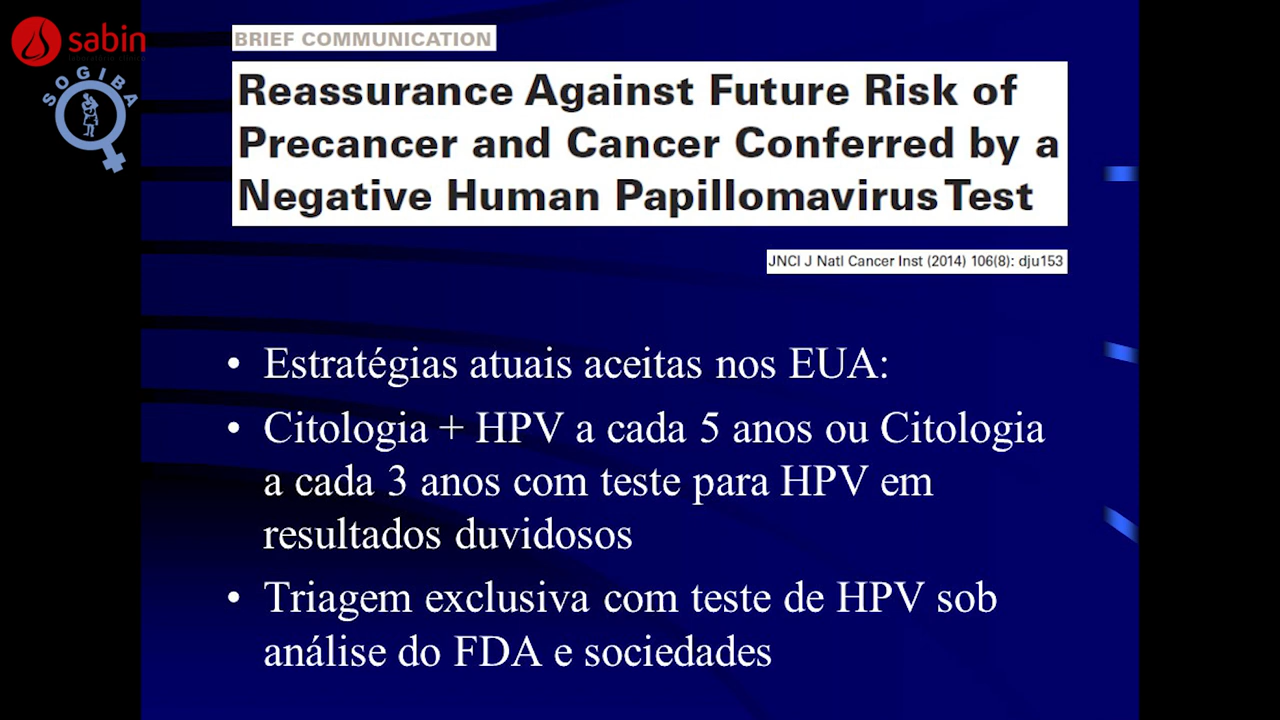 sabin
SOGIBA
BRIEF COMMUNICATION
Reassurance Against Future Risk of
Precancer and Cancer Conferred by a
Negative Human Papillomavirus Test
JNCI J Natl Cancer Inst (2014) 106(8): dju153
• Estratégias atuais aceitas nos EUA:
• Citologia + HPV a cada 5 anos ou Citologia
a cada 3 anos com teste para HPV em
resultados duvidosos
• Triagem exclusiva com teste de HPV sob
análise do FDA e sociedades